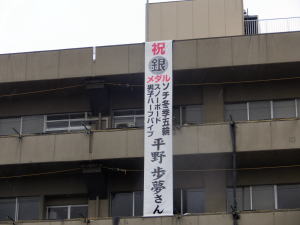 祝
銀
メダル
ソチ冬季五輪
スノーボード
男子ハーフパイプ
平野歩夢さん